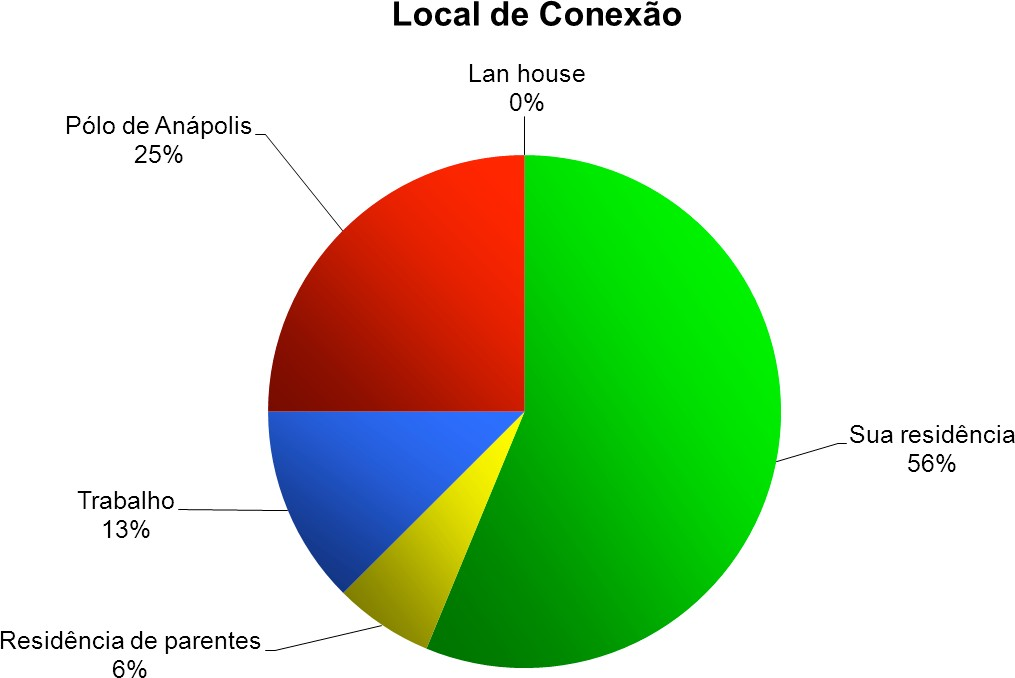 Local de Conexão
Lan house
0%
Pólo de Anápolis
25%
Sua residência
56%
Trabalho
13%
Residência de parentes
6%